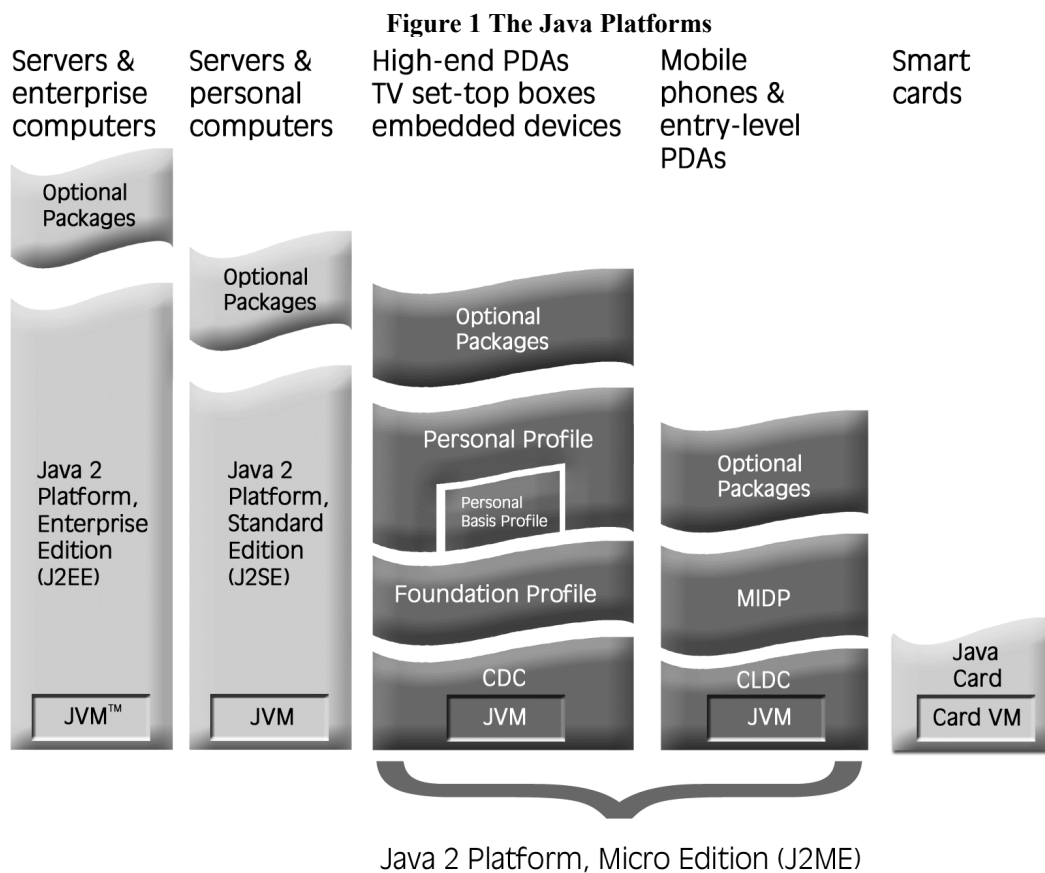 Figure 1 The Java Platforms
Servers &
enterprise
computers
Servers &
personal
computers
High-end PDAs
TV set-top boxes
embedded devices
Mobile
phones &
entry-level
PDAs
Smart
cards
Optional
Packages
Java 2
Platform,
Enterprise
Edition
(J2EE)
JVM™
Optional
Packages
Java 2
Platform,
Standard
Edition
(J2SE)
JVM
Optional
Packages
Personal Profile
Personal
Basis Profile
Foundation Profile
CDC
JVM
Optional
Packages
MIDP
CLDC
JVM
Java
Card
Card VM
Java 2 Platform, Micro Edition (J2ME)